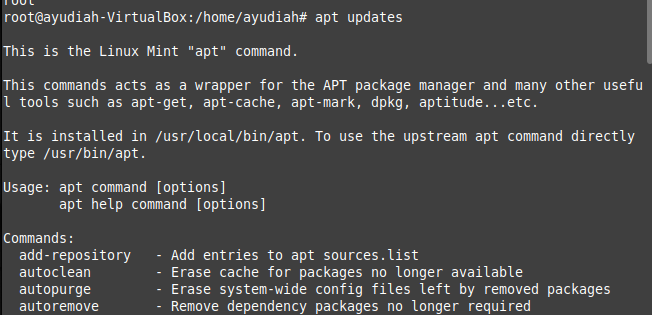 root
root@ayudiah-VirtualBox:/home/ayudiah# apt updates
This is the Linux Mint "apt" command.
This commands acts as a wrapper for the APT package manager and many other usefu
l tools such as apt-get, apt-cache, apt-mark, dpkg, aptitude...etc.
It is installed in /usr/local/bin/apt. To use the upstream apt command directly
type /usr/bin/apt.
Usage: apt command [options]
       apt help command [options]
Commands:
  add-repository   - Add entries to apt sources.list
  autoclean        - Erase cache for packages no longer available
  autopurge        - Erase system-wide config files left by removed packages
  autoremove       - Remove dependency packages no longer required